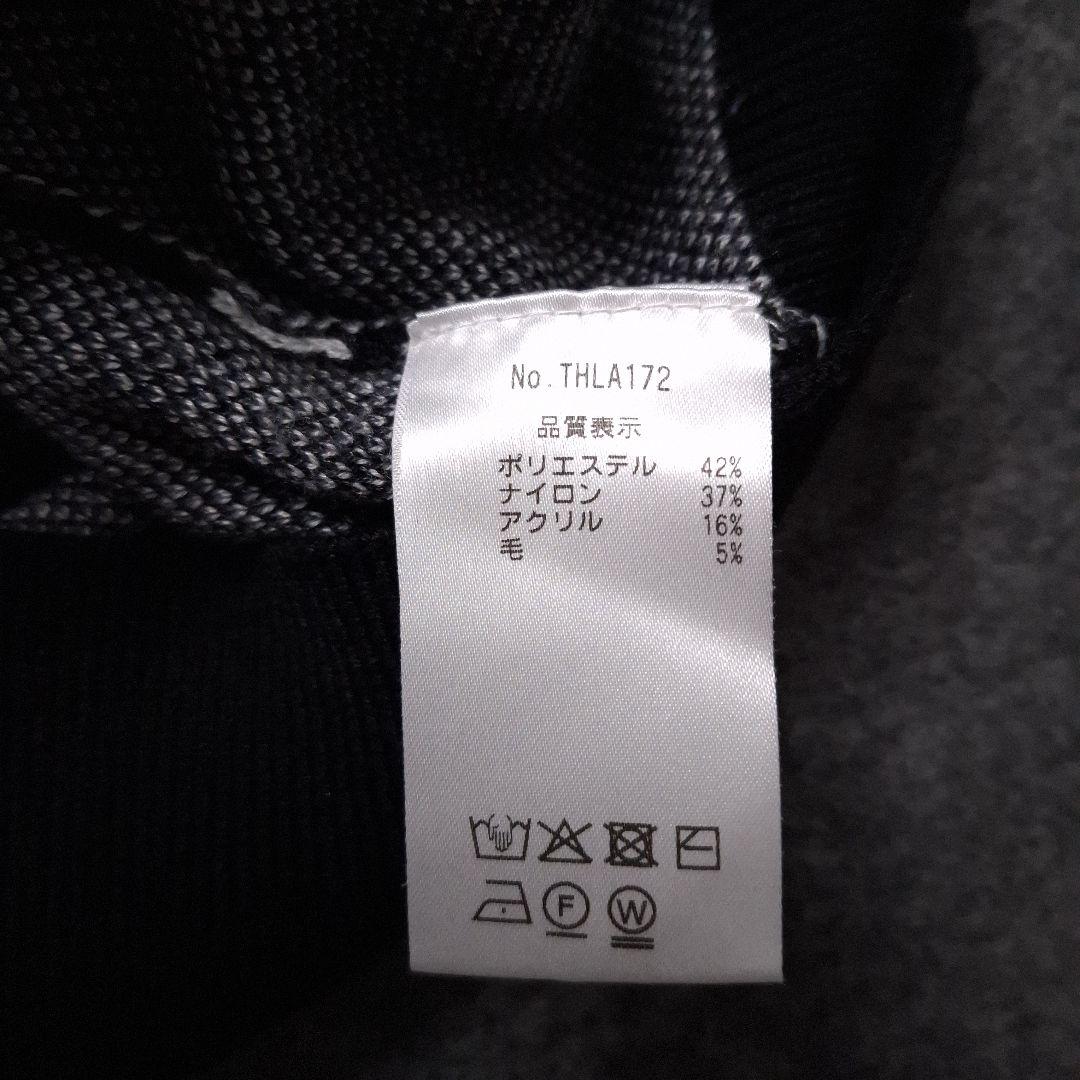 No.THLA172
品質表示
ポリエステル 42%
ナイロン 37%
アクリル 16%
毛 5%
F W